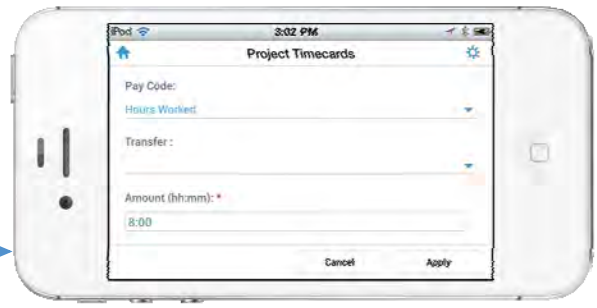 iPod 3:02 PM
Project Timecards
Pay Code:
Hours Worked
Transfer :
Amount (hh:mm): *
8:00
Cancel Apply